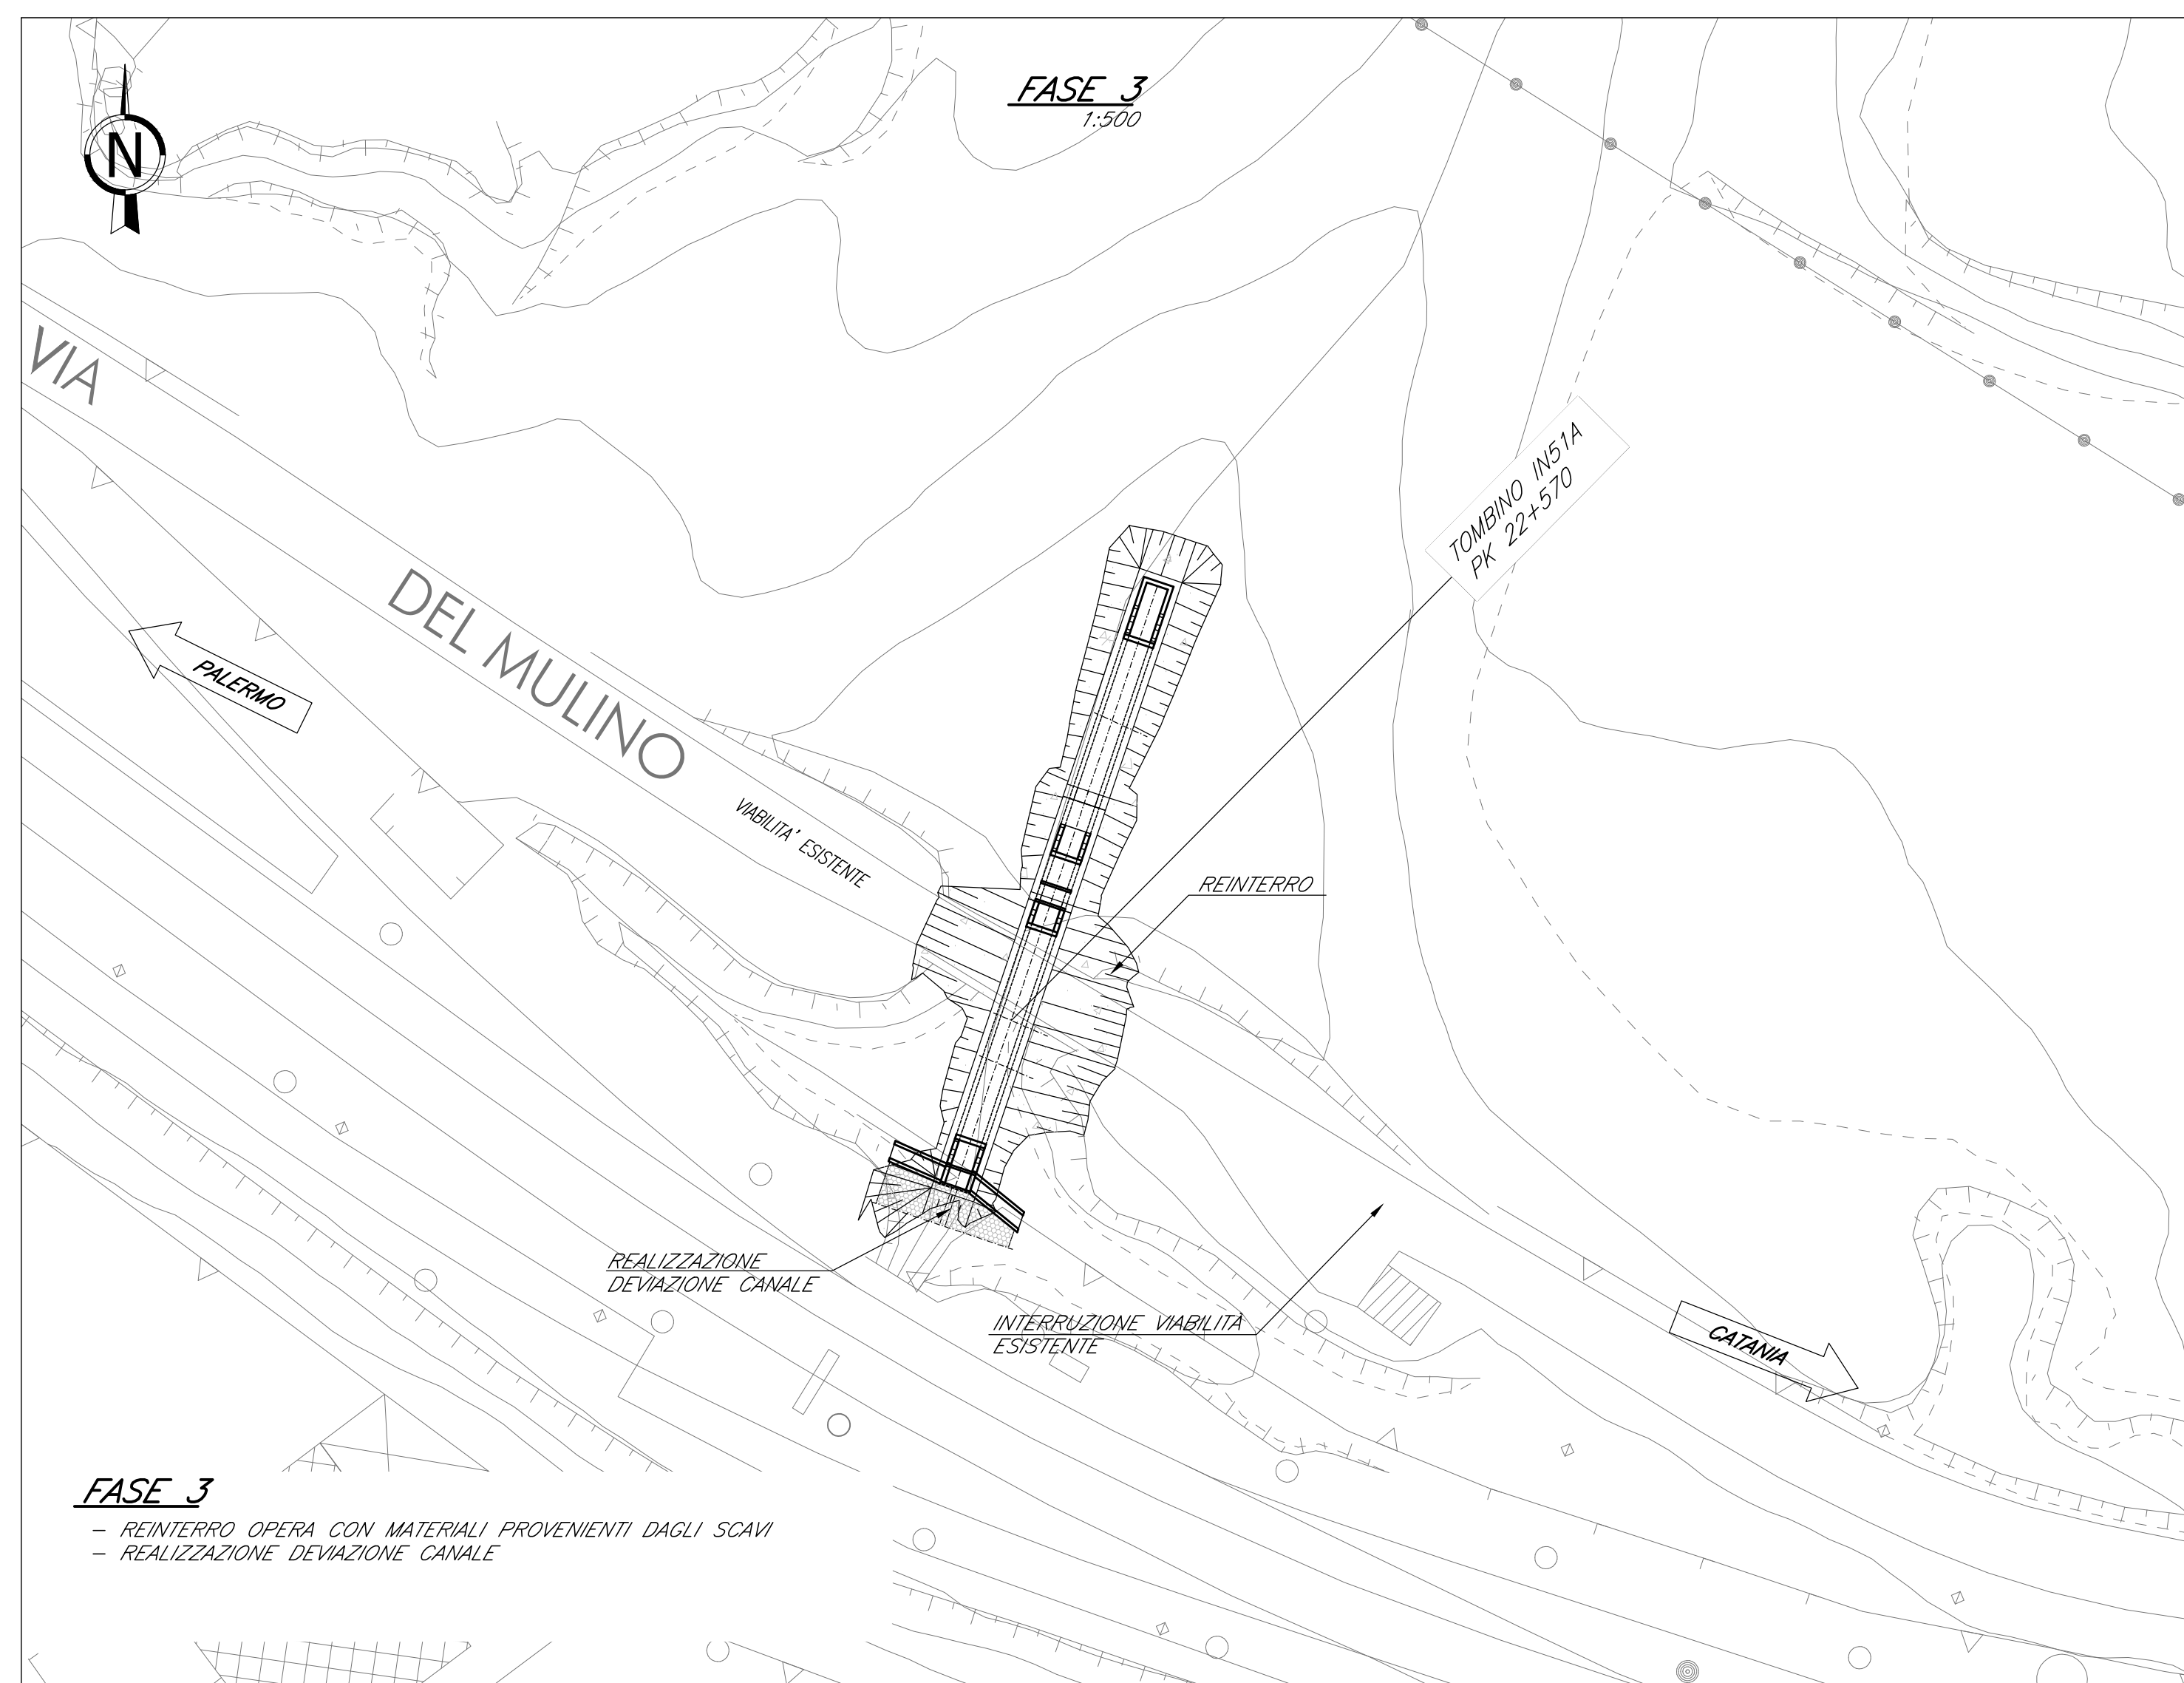 FASE 3
1:500
N
VIA
DEL MULINO
TOMBINO IN51A
PK 22+570
PALERMO
VIABILITA' ESISTENTE
REINTERRO
REALIZZAZIONE
DEVIAZIONE CANALE
INTERRUZIONE VIABILITÀ
ESISTENTE
CATANIA
FASE 3
– REINTERRO OPERA CON MATERIALI PROVENIENTI DAGLI SCAVI
– REALIZZAZIONE DEVIAZIONE CANALE